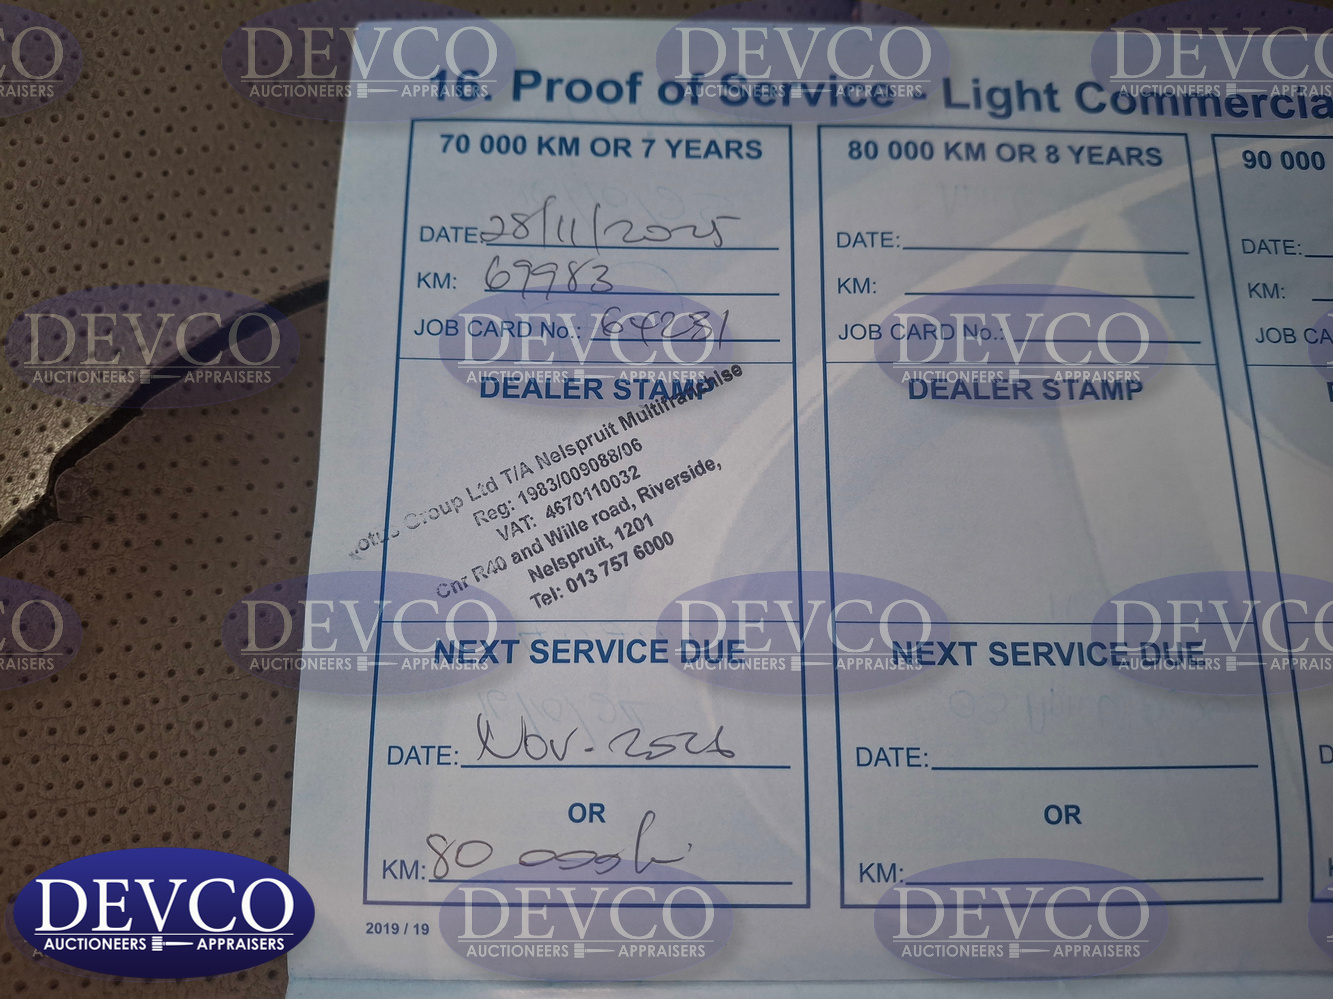 16. Proof of Service - Light Commercia
70 000 KM OR 7 YEARS
DATE: 28/11/2025
KM: 69983
JOB CARD No.: 64281
DEALER STAMP
Group Ltd T/A Nelspruit Multifranchise
Reg: 1983/009088/06
VAT: 4670110032
Cnr R40 and Wille road, Riverside,
Nelspruit, 1201
Tel: 013 757 6000
NEXT SERVICE DUE
DATE: Nov. 2026
OR
KM: 80 000k
80 000 KM OR 8 YEARS
DATE:
KM:
JOB CARD No.:
DEALER STAMP
NEXT SERVICE DUE
DATE:
OR
KM:
90 000
DATE:
KM:
JOB CA
2019 / 19
DEVCO
AUCTIONEERS APPRAISERS